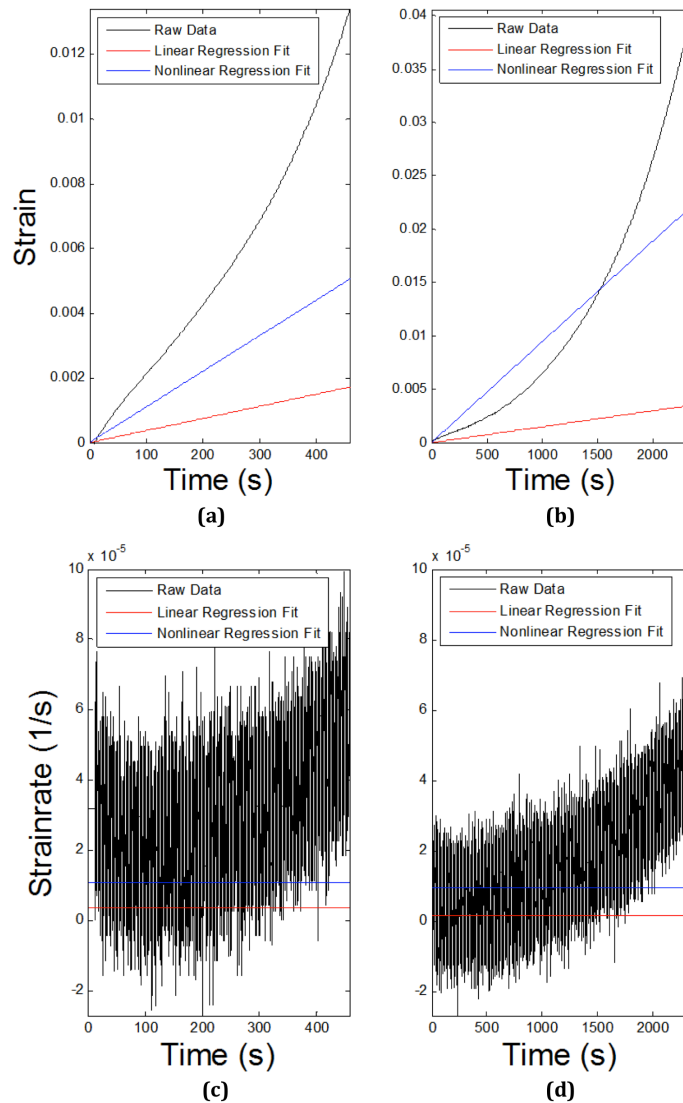 Raw Data
Linear Regression Fit
Nonlinear Regression Fit
0.012
0.01
0.008
0.006
0.004
0.002
0
Strain
0 100 200 300 400
Time (s)
(a)
Raw Data
Linear Regression Fit
Nonlinear Regression Fit
0.04
0.035
0.03
0.025
0.02
0.015
0.01
0.005
0
0 500 1000 1500 2000
Time (s)
(b)
x 10-5
Raw Data
Linear Regression Fit
Nonlinear Regression Fit
10
8
6
4
2
0
-2
Strainrate (1/s)
0 100 200 300 400
Time (s)
(c)
x 10-5
Raw Data
Linear Regression Fit
Nonlinear Regression Fit
10
8
6
4
2
0
-2
0 500 1000 1500 2000
Time (s)
(d)